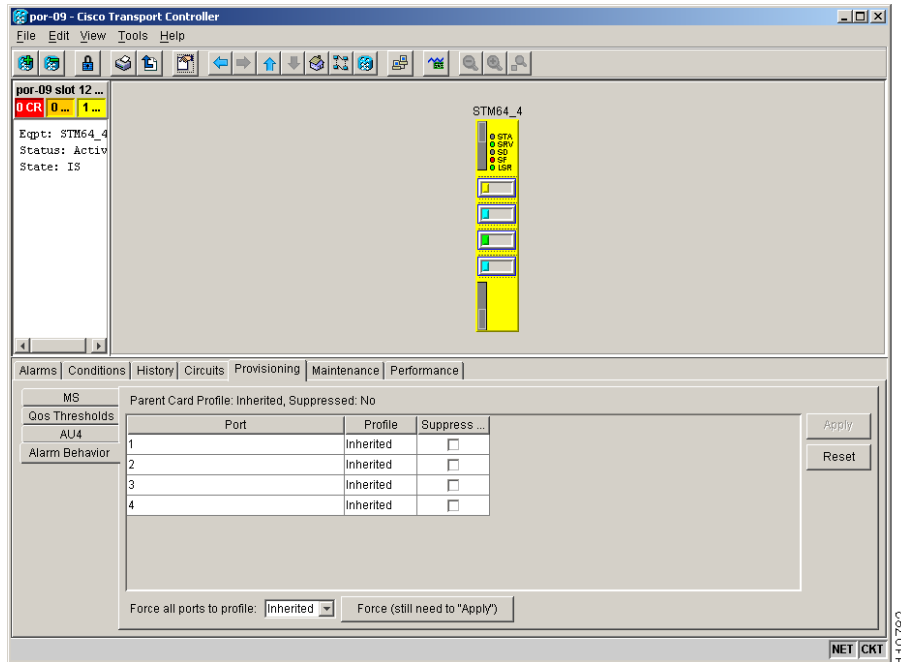 por-09 - Cisco Transport Controller
File Edit View Tools Help
por-09 slot 12 ...
0 CR 0 ... 1 ...
Eqpt: STM64_4
Status: Activ
State: IS
STM64_4
STA
SRV
SD
SF
LSR
Alarms Conditions History Circuits Provisioning Maintenance Performance
MS
Qos Thresholds
AU4
Alarm Behavior
Parent Card Profile: Inherited, Suppressed: No
Port Profile Suppress ...
1 Inherited
2 Inherited
3 Inherited
4 Inherited
Apply
Reset
Force all ports to profile: Inherited Force (still need to "Apply")
NET CKT